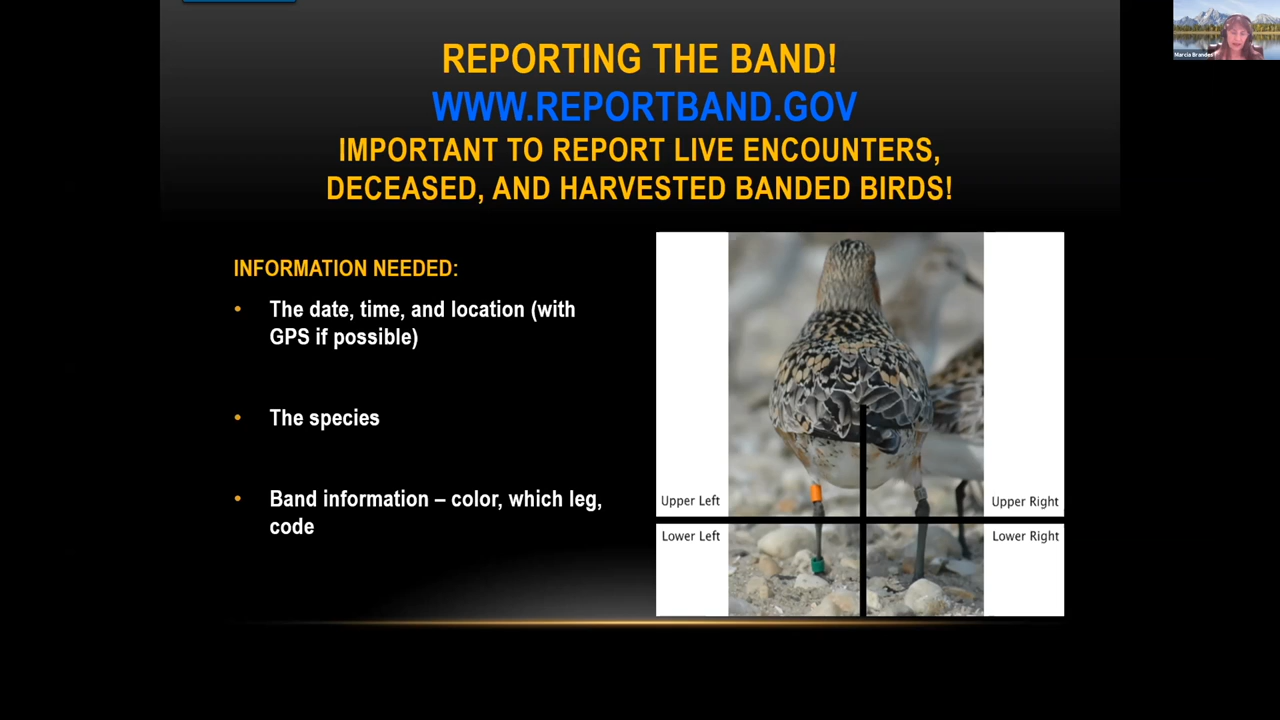 REPORTING THE BAND!
WWW.REPORTBAND.GOV
IMPORTANT TO REPORT LIVE ENCOUNTERS,
DECEASED, AND HARVESTED BANDED BIRDS!
INFORMATION NEEDED:
• The date, time, and location (with
GPS if possible)
• The species
• Band information – color, which leg,
code
Upper Left
Upper Right
Lower Left
Lower Right
Marcia Brandes